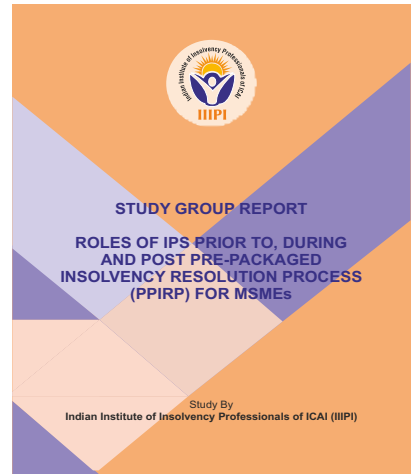 Indian Institute of Insolvency Professionals of ICAI
IIIPI
STUDY GROUP REPORT
ROLES OF IPS PRIOR TO, DURING
AND POST PRE-PACKAGED
INSOLVENCY RESOLUTION PROCESS
(PPIRP) FOR MSMEs
Study By
Indian Institute of Insolvency Professionals of ICAI (IIIPI)